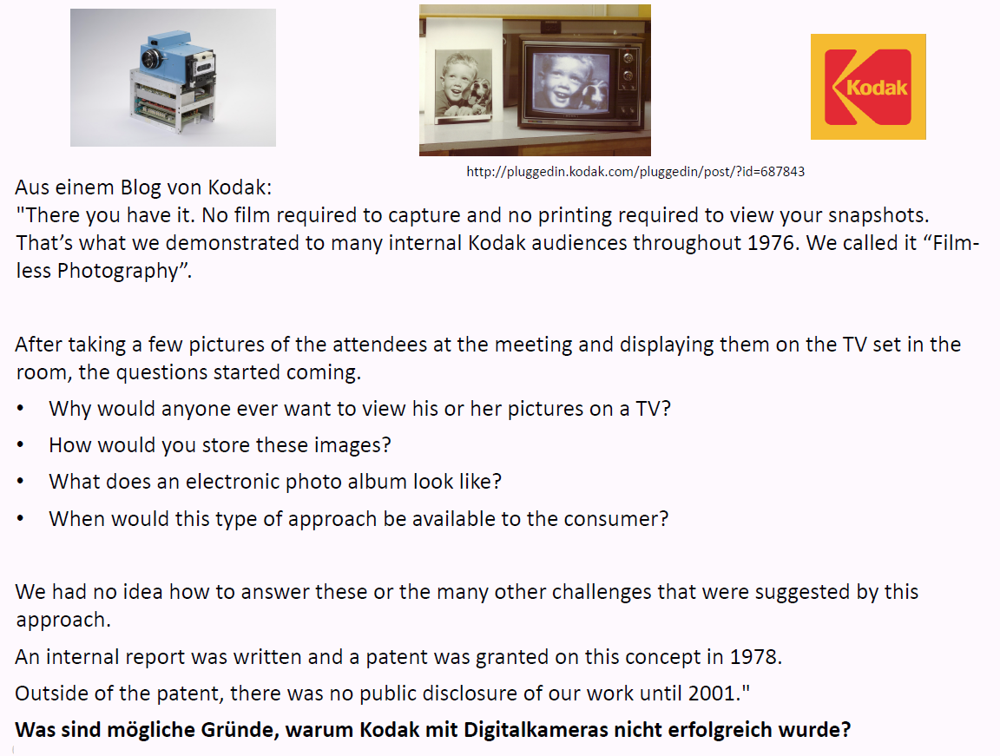 Kodak
http://pluggedin.kodak.com/pluggedin/post/?id=687843
Aus einem Blog von Kodak:
"There you have it. No film required to capture and no printing required to view your snapshots.
That’s what we demonstrated to many internal Kodak audiences throughout 1976. We called it “Film-
less Photography”.
After taking a few pictures of the attendees at the meeting and displaying them on the TV set in the
room, the questions started coming.
• Why would anyone ever want to view his or her pictures on a TV?
• How would you store these images?
• What does an electronic photo album look like?
• When would this type of approach be available to the consumer?
We had no idea how to answer these or the many other challenges that were suggested by this
approach.
An internal report was written and a patent was granted on this concept in 1978.
Outside of the patent, there was no public disclosure of our work until 2001."
Was sind mögliche Gründe, warum Kodak mit Digitalkameras nicht erfolgreich wurde?